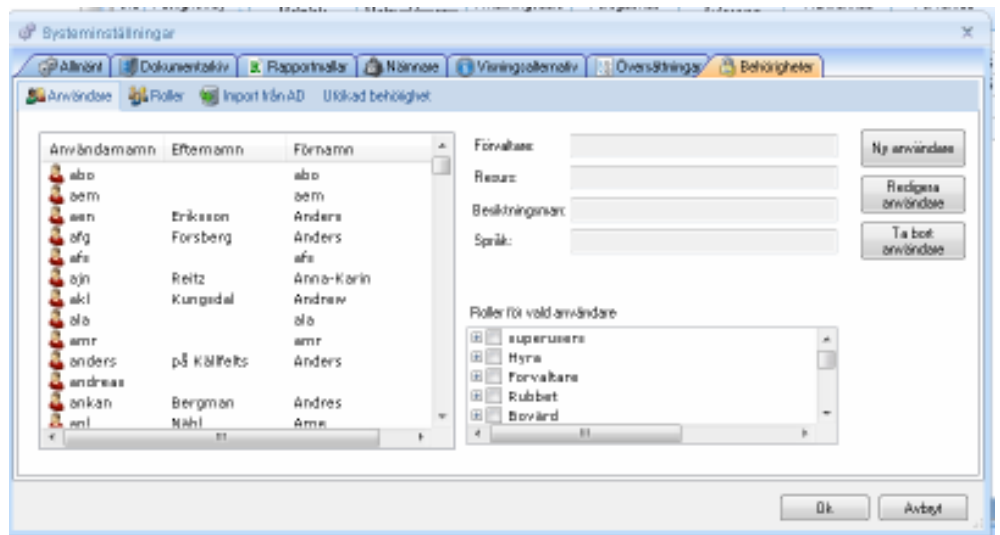 Systeminställningar
Allmänt Dokumentarkiv Rapportmallar Nämnare Visningsalternativ Översättningar Behörigheter
Användare Roller Import från AD Utökad behörighet
Användarnamn Efternamn Förnamn
abo abo
aem aem
aen Eriksson Anders
afg Forsberg Anders
afs afs
ajn Reitz Anna-Karin
akl Kungsdal Andrew
ala ala
amr amr
anders på Källfelts Anders
andreas
ankan Bergman Andres
anl Nähl Arne
Förvaltare:
Resurs:
Besiktningsman:
Språk:
Roller för vald användare
superusers
Hyra
Forvaltare
Rubbet
Bovärd
Ny användare
Redigera
användare
Ta bort
användare
Ok
Avbryt